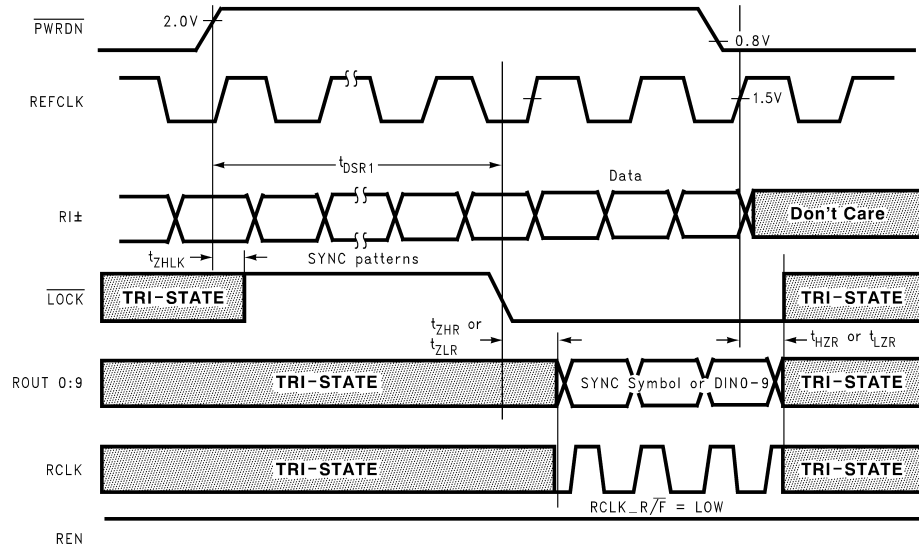 PWRDN
2.0V
0.8V
REFCLK
1.5V
tDSR1
Data
RI±
Don't Care
tZHLK
SYNC patterns
LOCK
TRI-STATE
TRI-STATE
tZHR or
tZLR
tHZR or tLZR
ROUT 0:9
TRI-STATE
SYNC Symbol or DIN0-9
TRI-STATE
RCLK
TRI-STATE
TRI-STATE
RCLK_R/F = LOW
REN